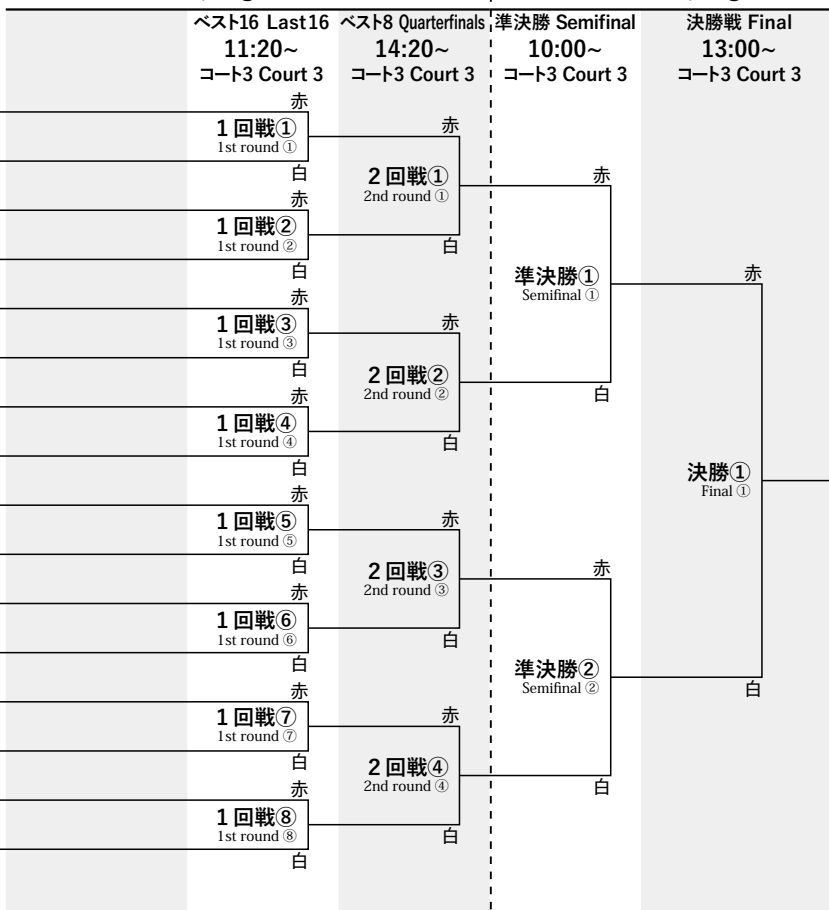 ベスト16 Last16
11:20~
コート3 Court 3
ベスト8 Quarterfinals
14:20~
コート3 Court 3
準決勝 Semifinal
10:00~
コート3 Court 3
決勝戦 Final
13:00~
コート3 Court 3
赤
1回戦①
1st round ①
白
赤
1回戦②
1st round ②
白
赤
1回戦③
1st round ③
白
赤
1回戦④
1st round ④
白
赤
1回戦⑤
1st round ⑤
白
赤
1回戦⑥
1st round ⑥
白
赤
1回戦⑦
1st round ⑦
白
赤
1回戦⑧
1st round ⑧
白
赤
2回戦①
2nd round ①
白
赤
2回戦②
2nd round ②
白
赤
2回戦③
2nd round ③
白
赤
2回戦④
2nd round ④
白
赤
準決勝①
Semifinal ①
白
赤
準決勝②
Semifinal ②
白
赤
決勝①
Final ①
白